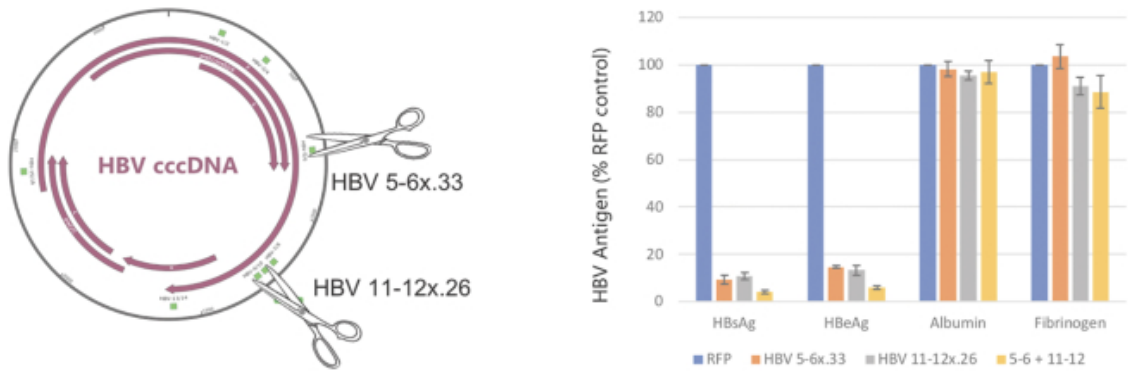 HBV cccDNA
HBV 5-6x.33
HBV 11-12x.26
HBV Antigen (% RFP control)
120
100
80
60
40
20
0
HBsAg HBeAg Albumin Fibrinogen
RFP HBV 5-6x.33 HBV 11-12x.26 5-6 + 11-12